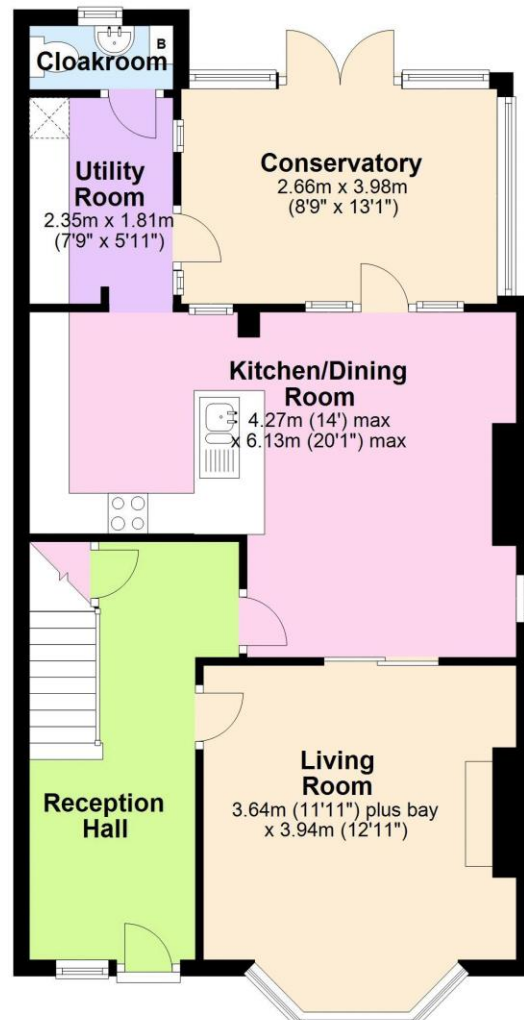 B
Cloakroom
Utility
Room
2.35m x 1.81m
(7'9" x 5'11")
Conservatory
2.66m x 3.98m
(8'9" x 13'1")
Kitchen/Dining
Room
4.27m (14') max
x 6.13m (20'1") max
Living
Room
3.64m (11'11") plus bay
x 3.94m (12'11")
Reception
Hall